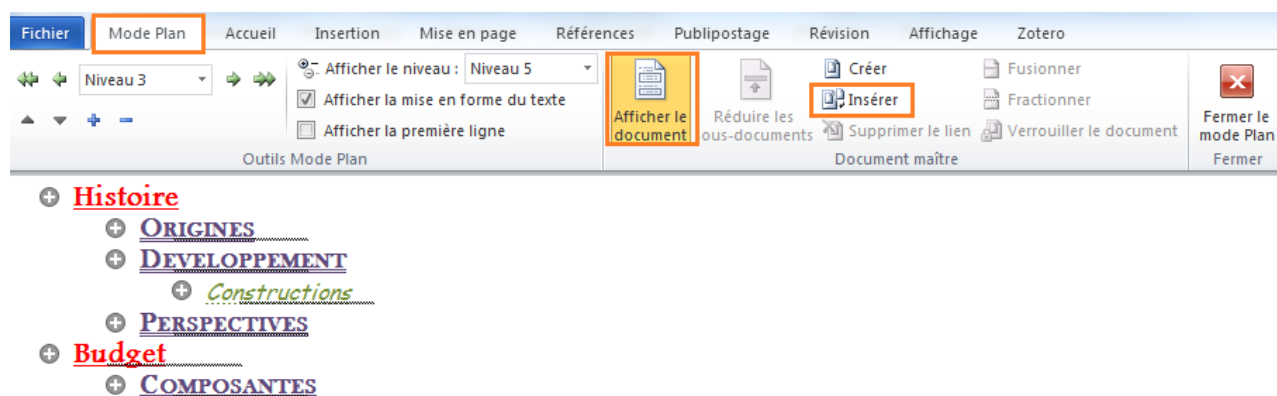 Fichier Mode Plan Accueil Insertion Mise en page Références Publipostage Révision Affichage Zotero
Niveau 3 Afficher le niveau : Niveau 5
Afficher la mise en forme du texte
Afficher la première ligne
Outils Mode Plan
Afficher le
document
Réduire les
ous-documents
Créer
Insérer
Supprimer le lien
Fusionner
Fractionner
Verrouiller le document
Document maître
Fermer le
mode Plan
Fermer
Histoire
ORIGINES
DEVELOPPEMENT
Constructions
PERSPECTIVES
Budget
COMPOSANTES